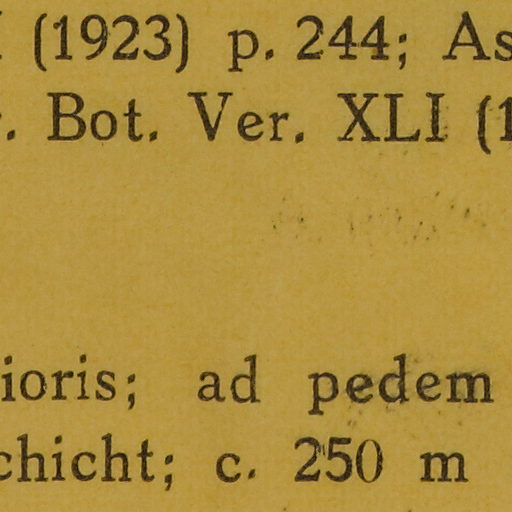 (1923) p. 244; As
. Bot. Ver. XLI (1
ioris; ad pedem
chicht; c. 250 m